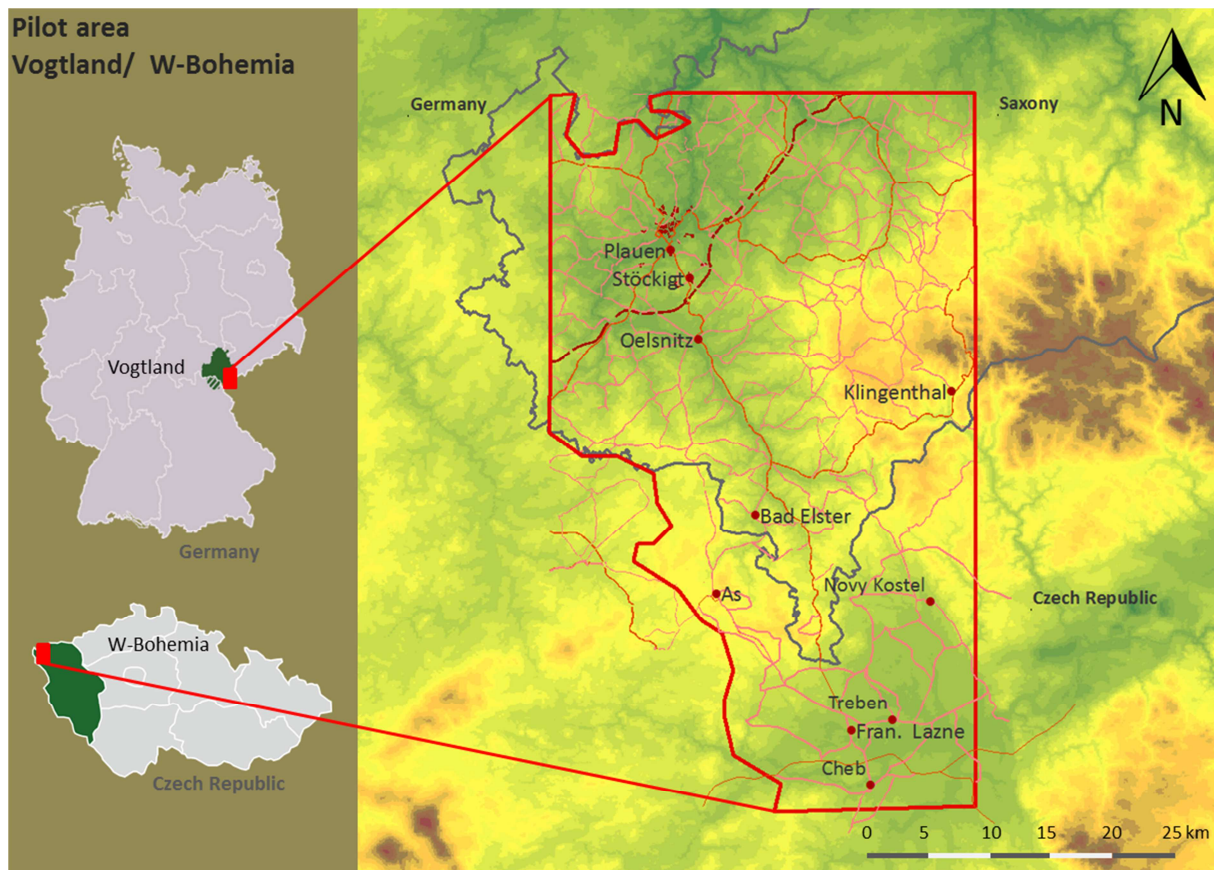 Pilot area
Vogtland/ W-Bohemia
Germany
Saxony
N
Plauen
Stöckigt
Oelsnitz
Vogtland
Klingenthal
Bad Elster
Germany
Novy Kostel
As
Czech Republic
W-Bohemia
Treben
Fran. Lazne
Cheb
Czech Republic
0 5 10 15 20 25 km